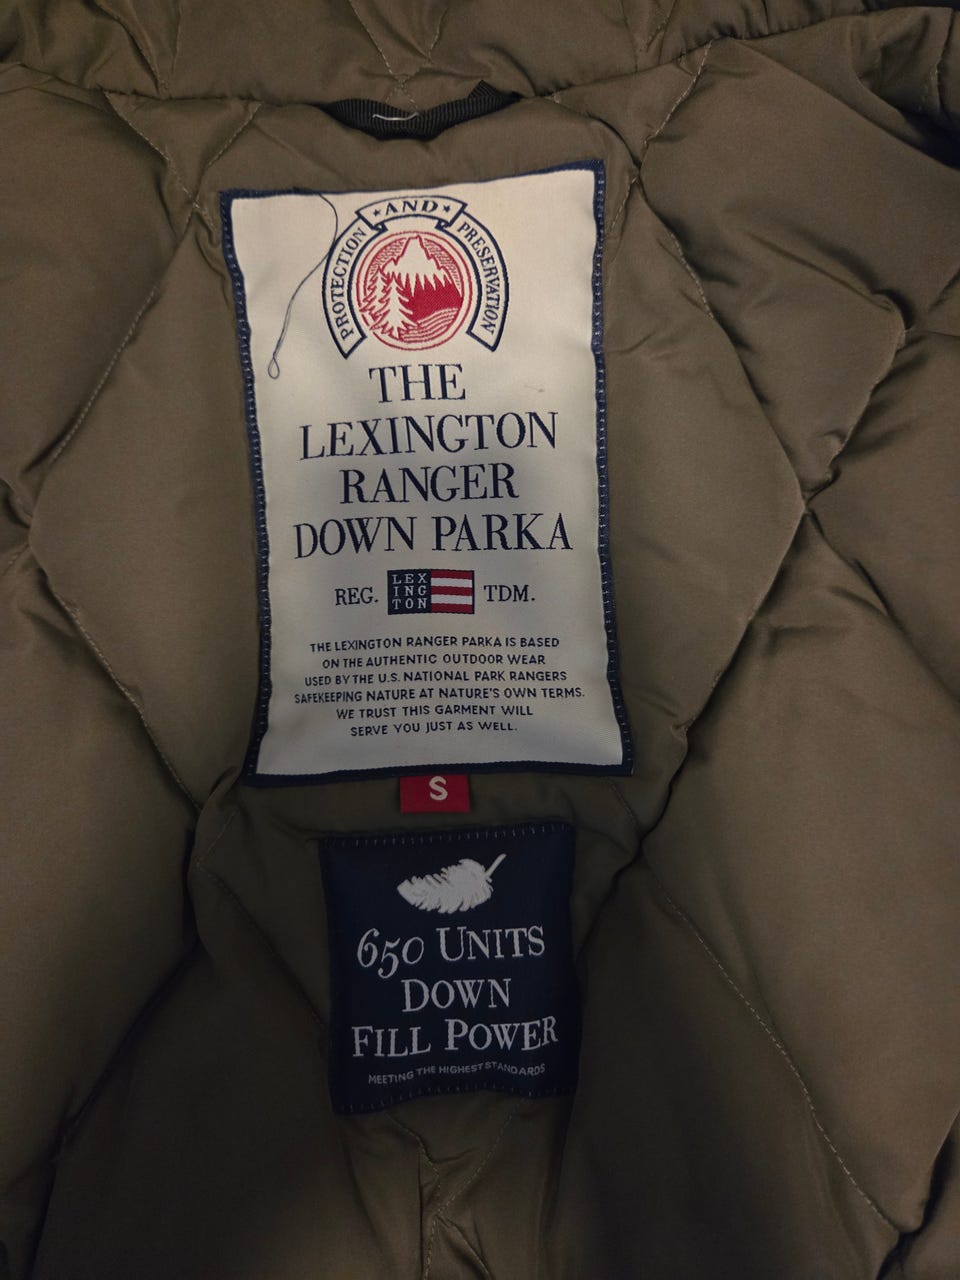 PROTECTION ★AND★ PRESERVATION
THE
LEXINGTON
RANGER
DOWN PARKA
REG. LEX
ING
TON TDM.
THE LEXINGTON RANGER PARKA IS BASED
ON THE AUTHENTIC OUTDOOR WEAR
USED BY THE U.S. NATIONAL PARK RANGERS
SAFEKEEPING NATURE AT NATURE'S OWN TERMS.
WE TRUST THIS GARMENT WILL
SERVE YOU JUST AS WELL.
S
650 UNITS
DOWN
FILL POWER
MEETING THE HIGHEST STANDARDS